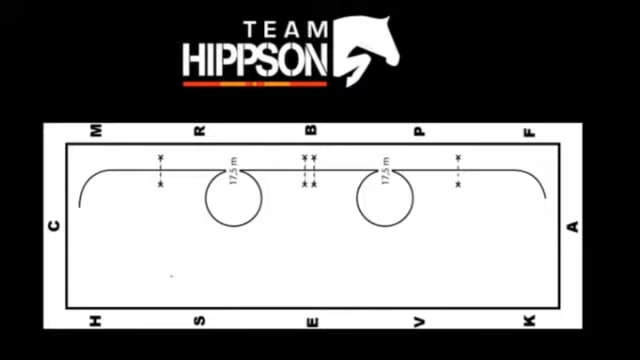 TEAM
HIPPSON
M R B P F
17,5 m 17,5 m
C A
H S E V K